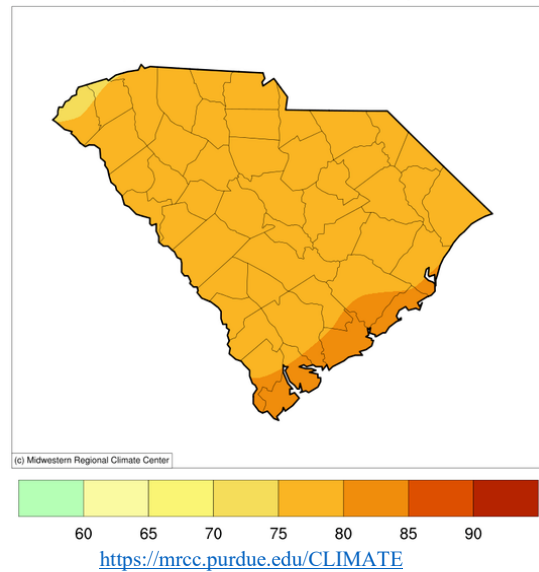 (c) Midwestern Regional Climate Center
60 65 70 75 80 85 90
https://mrcc.purdue.edu/CLIMATE